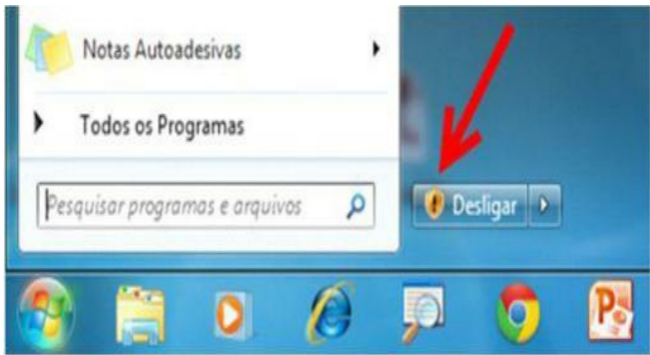 Notas Autoadesivas
Todos os Programas
Pesquisar programas e arquivos
Desligar